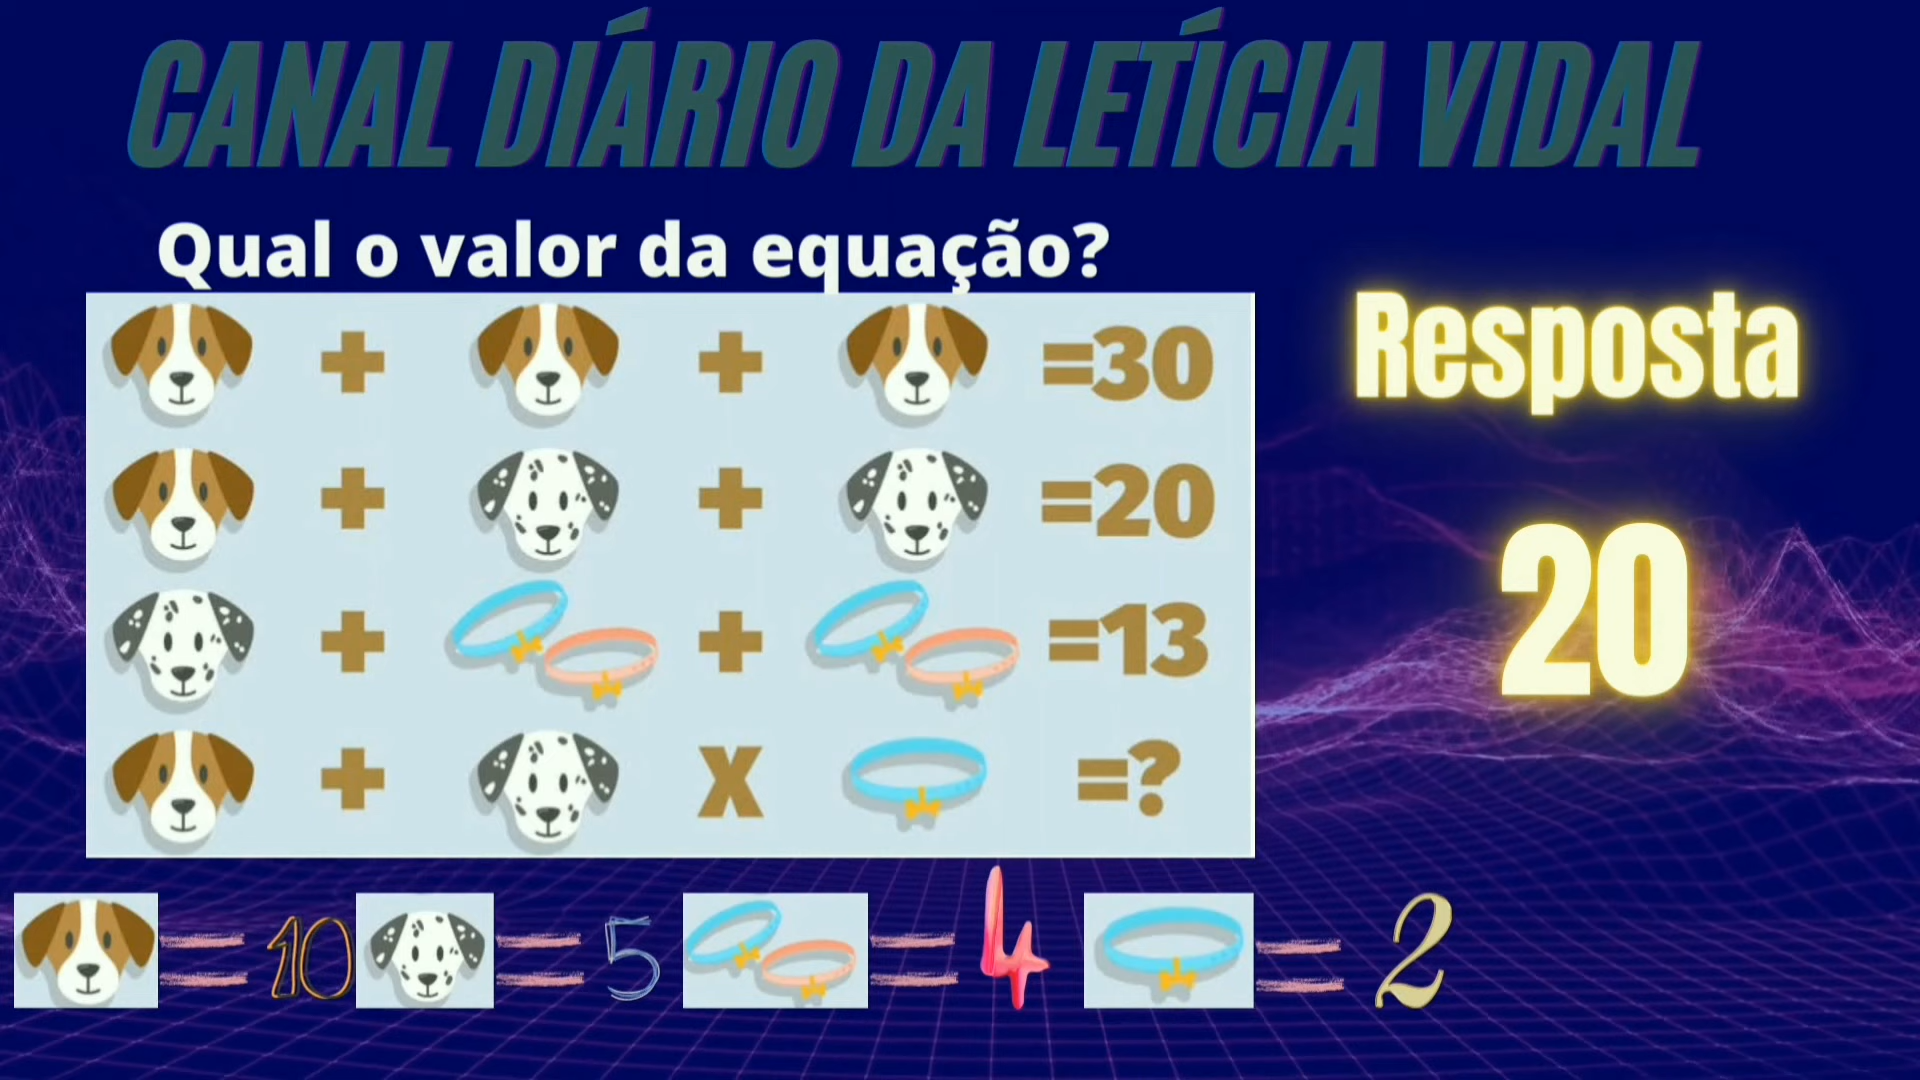 CANAL DIÁRIO DA LETÍCIA VIDAL
Qual o valor da equação?
+ + =30
+ + =20
+ + =13
+ X =?
Resposta
20
= 10 = 5 = 4 = 2